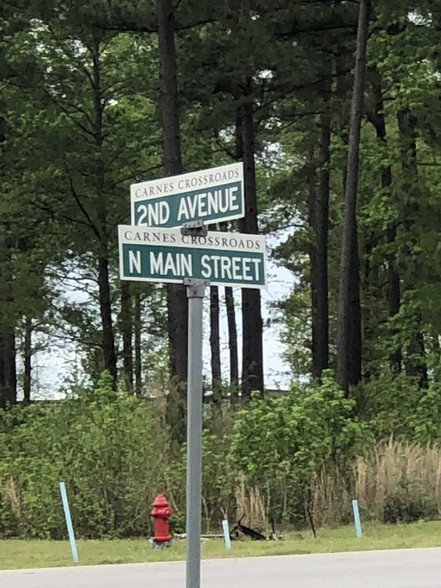 CARNES CROSSROADS
2ND AVENUE
CARNES CROSSROADS
N MAIN STREET